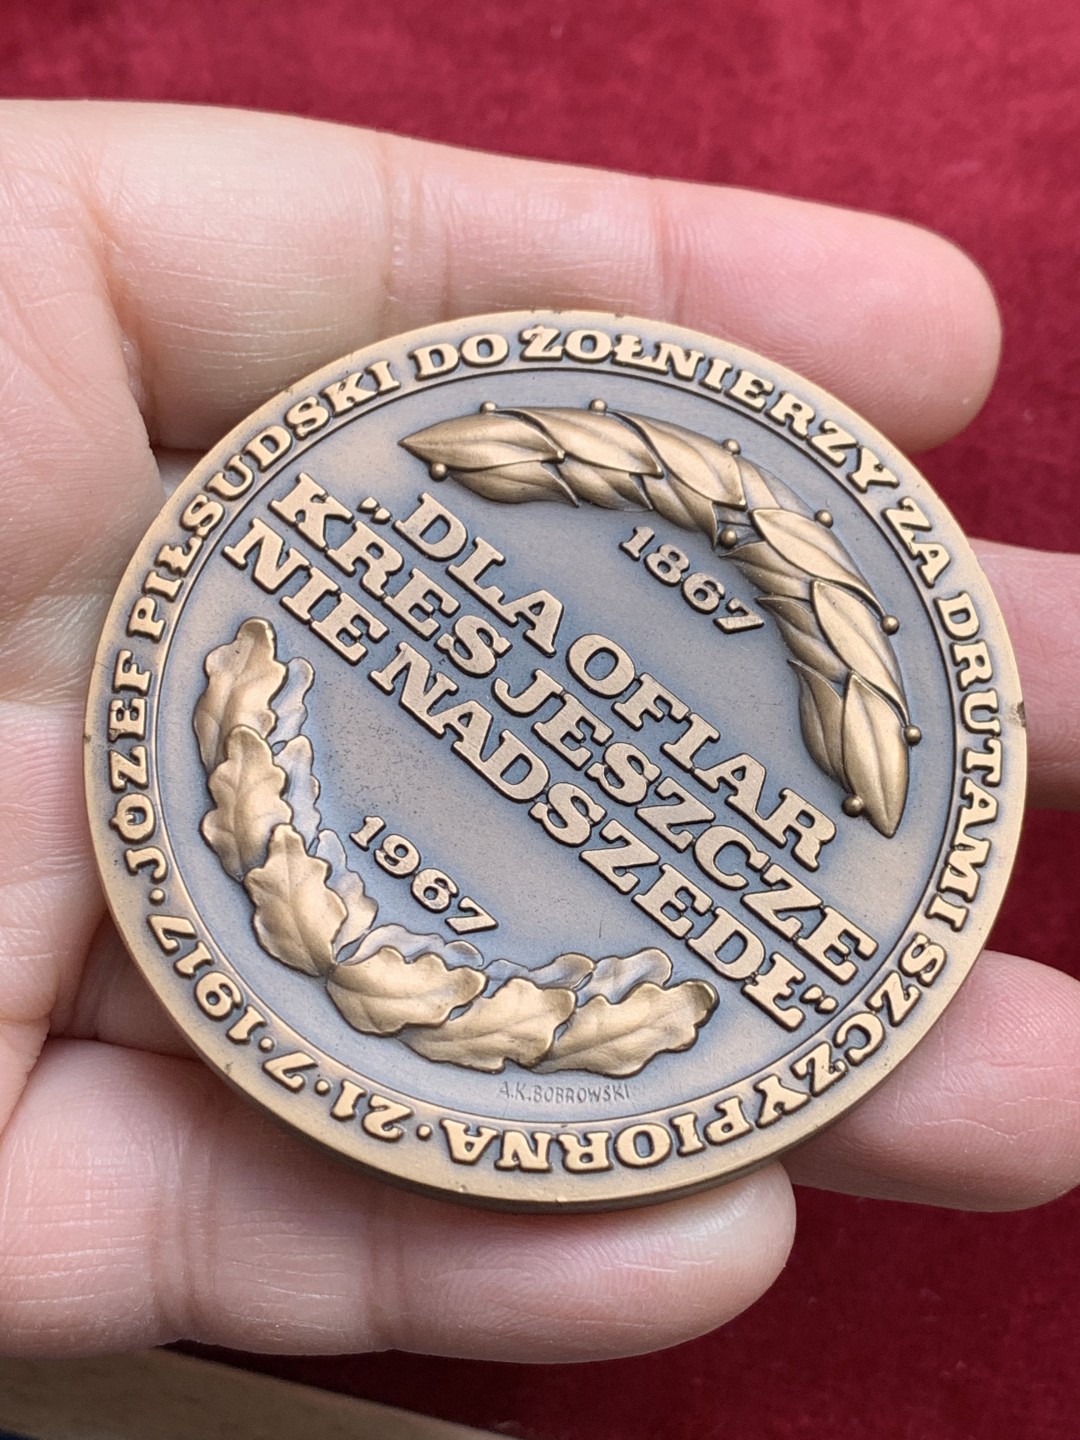 JÓZEF PIŁSUDSKI DO ŻOŁNIERZY ZA DRUTAMI SZCZYPIORNA · 21·7·1917·
1867
„DLA OFIAR
KRES JESZCZE
NIE NADSZEDŁ”
1967
A.K.BOBROWSKI